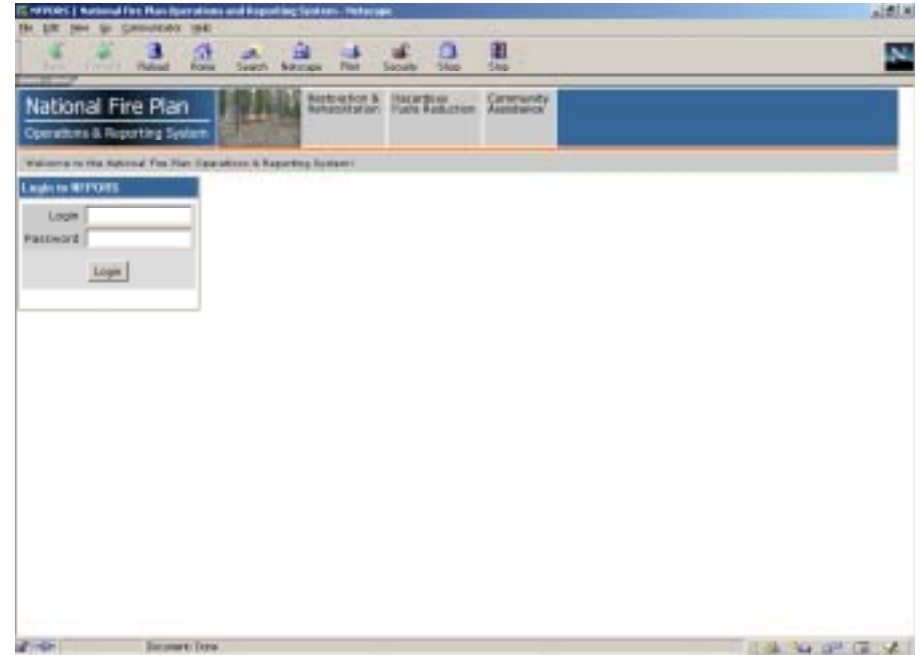 NFPORS | National Fire Plan Operations and Reporting System - Netscape
File Edit View Go Communicator Help
Reload Home Search Netscape Print Security Shop Stop
National Fire Plan
Operations & Reporting System
Restoration & Rehabilitation
Hazardous Fuels Reduction
Community Assistance
Welcome to the National Fire Plan Operations & Reporting System!
Login to NFPORS
Login
Password
Login
Document: Done